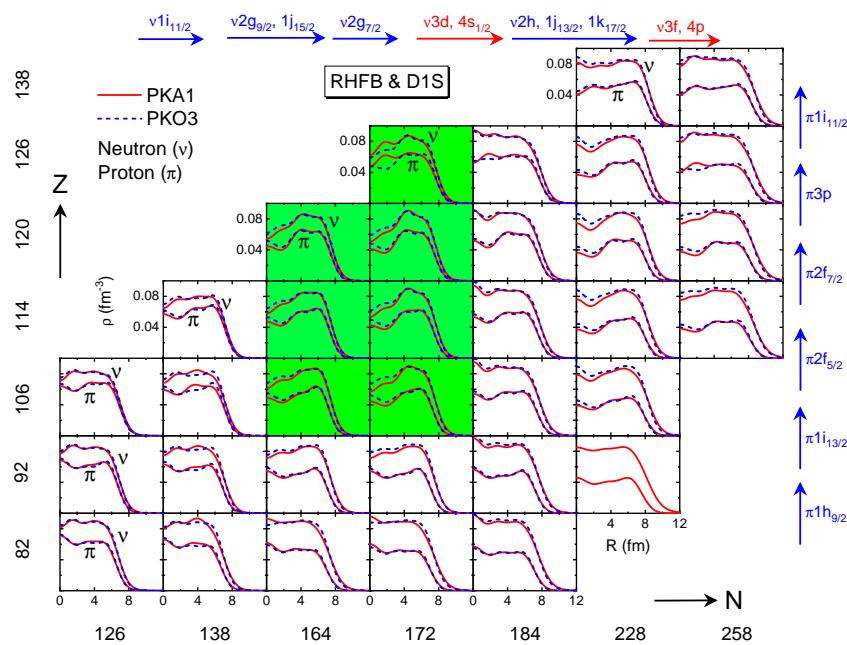 ν1i11/2 ν2g9/2, 1j15/2 ν2g7/2 ν3d, 4s1/2 ν2h, 1j13/2, 1k17/2 ν3f, 4p
RHFB & D1S
PKA1
PKO3
Neutron (ν)
Proton (π)
Z
138
126
120
114
106
92
82
0.08
0.04
ν
π
0.08
0.04
ν
π
0.08
0.04
ν
π
ρ (fm-3)
0.08
0.04
ν
π
ν
π
ν
π
ν
π
π1i11/2
π3p
π2f7/2
π2f5/2
π1i13/2
π1h9/2
4 8 12
R (fm)
0 4 8 0 4 8 0 4 8 0 4 8 0 4 8 12
N
126 138 164 172 184 228 258